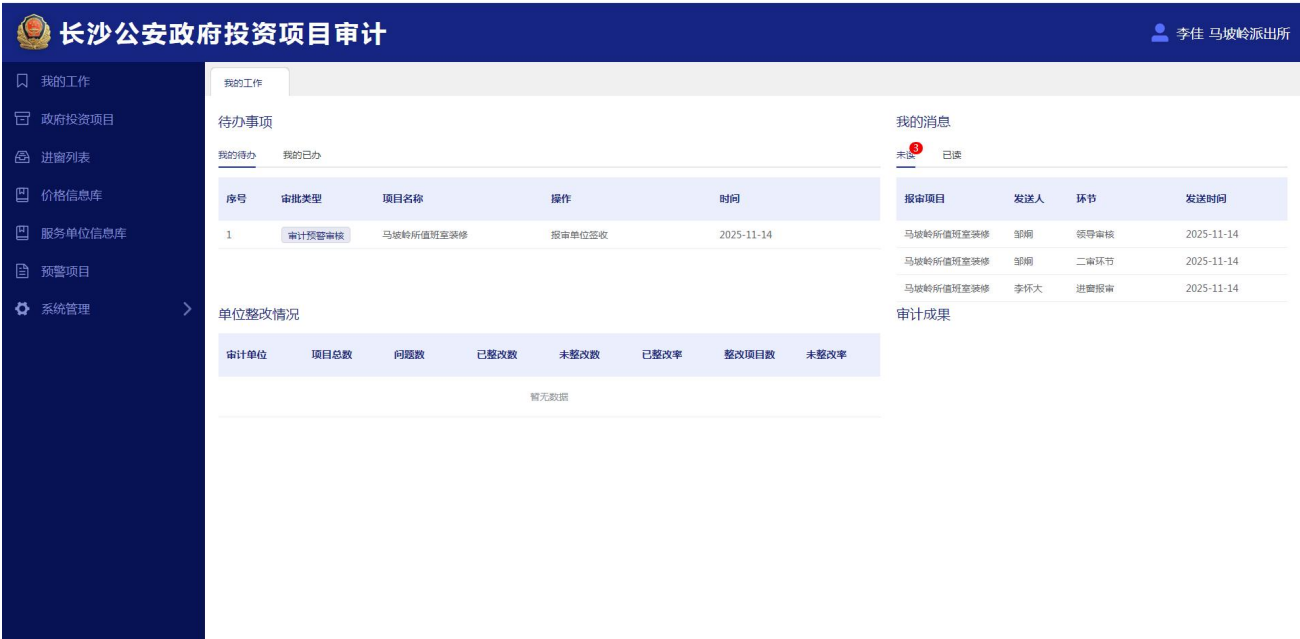 长沙公安政府投资项目审计
李佳 马坡岭派出所
我的工作
政府投资项目
进窗列表
价格信息库
服务单位信息库
预警项目
系统管理
我的工作
待办事项
我的待办 我的已办
序号 审批类型 项目名称 操作 时间
1 审计预警审核 马坡岭所值班室装修 报审单位签收 2025-11-14
单位整改情况
审计单位 项目总数 问题数 已整改数 未整改数 已整改率 整改项目数 未整改率
暂无数据
我的消息
未读 3 已读
报审项目 发送人 环节 发送时间
马坡岭所值班室装修 邹炯 领导审核 2025-11-14
马坡岭所值班室装修 邹炯 二审环节 2025-11-14
马坡岭所值班室装修 李怀大 进窗报审 2025-11-14
审计成果